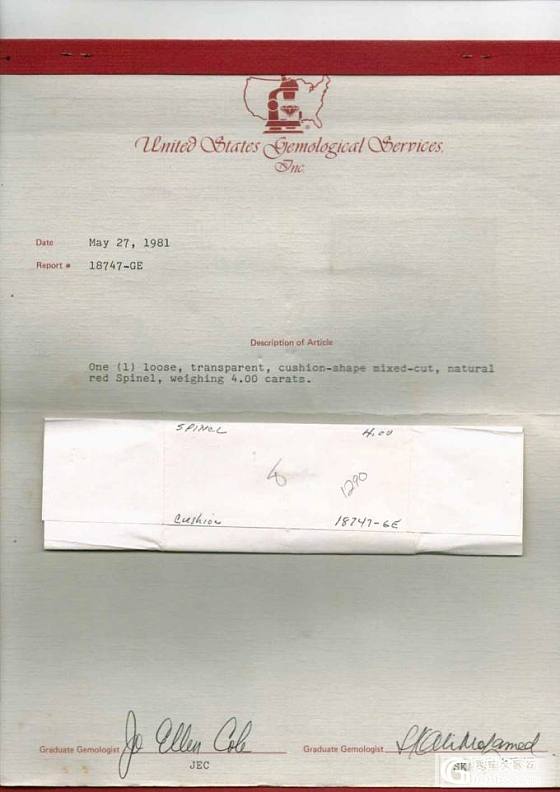 United States Gemological Services,
Inc.
Date May 27, 1981
Report # 18747-GE
Description of Article
One (1) loose, transparent, cushion-shape mixed-cut, natural
red Spinel, weighing 4.00 carats.
SPINEL 4.00
1290
Cushion 18747-GE
Graduate Gemologist Jo Ellen Cole
JEC
Graduate Gemologist